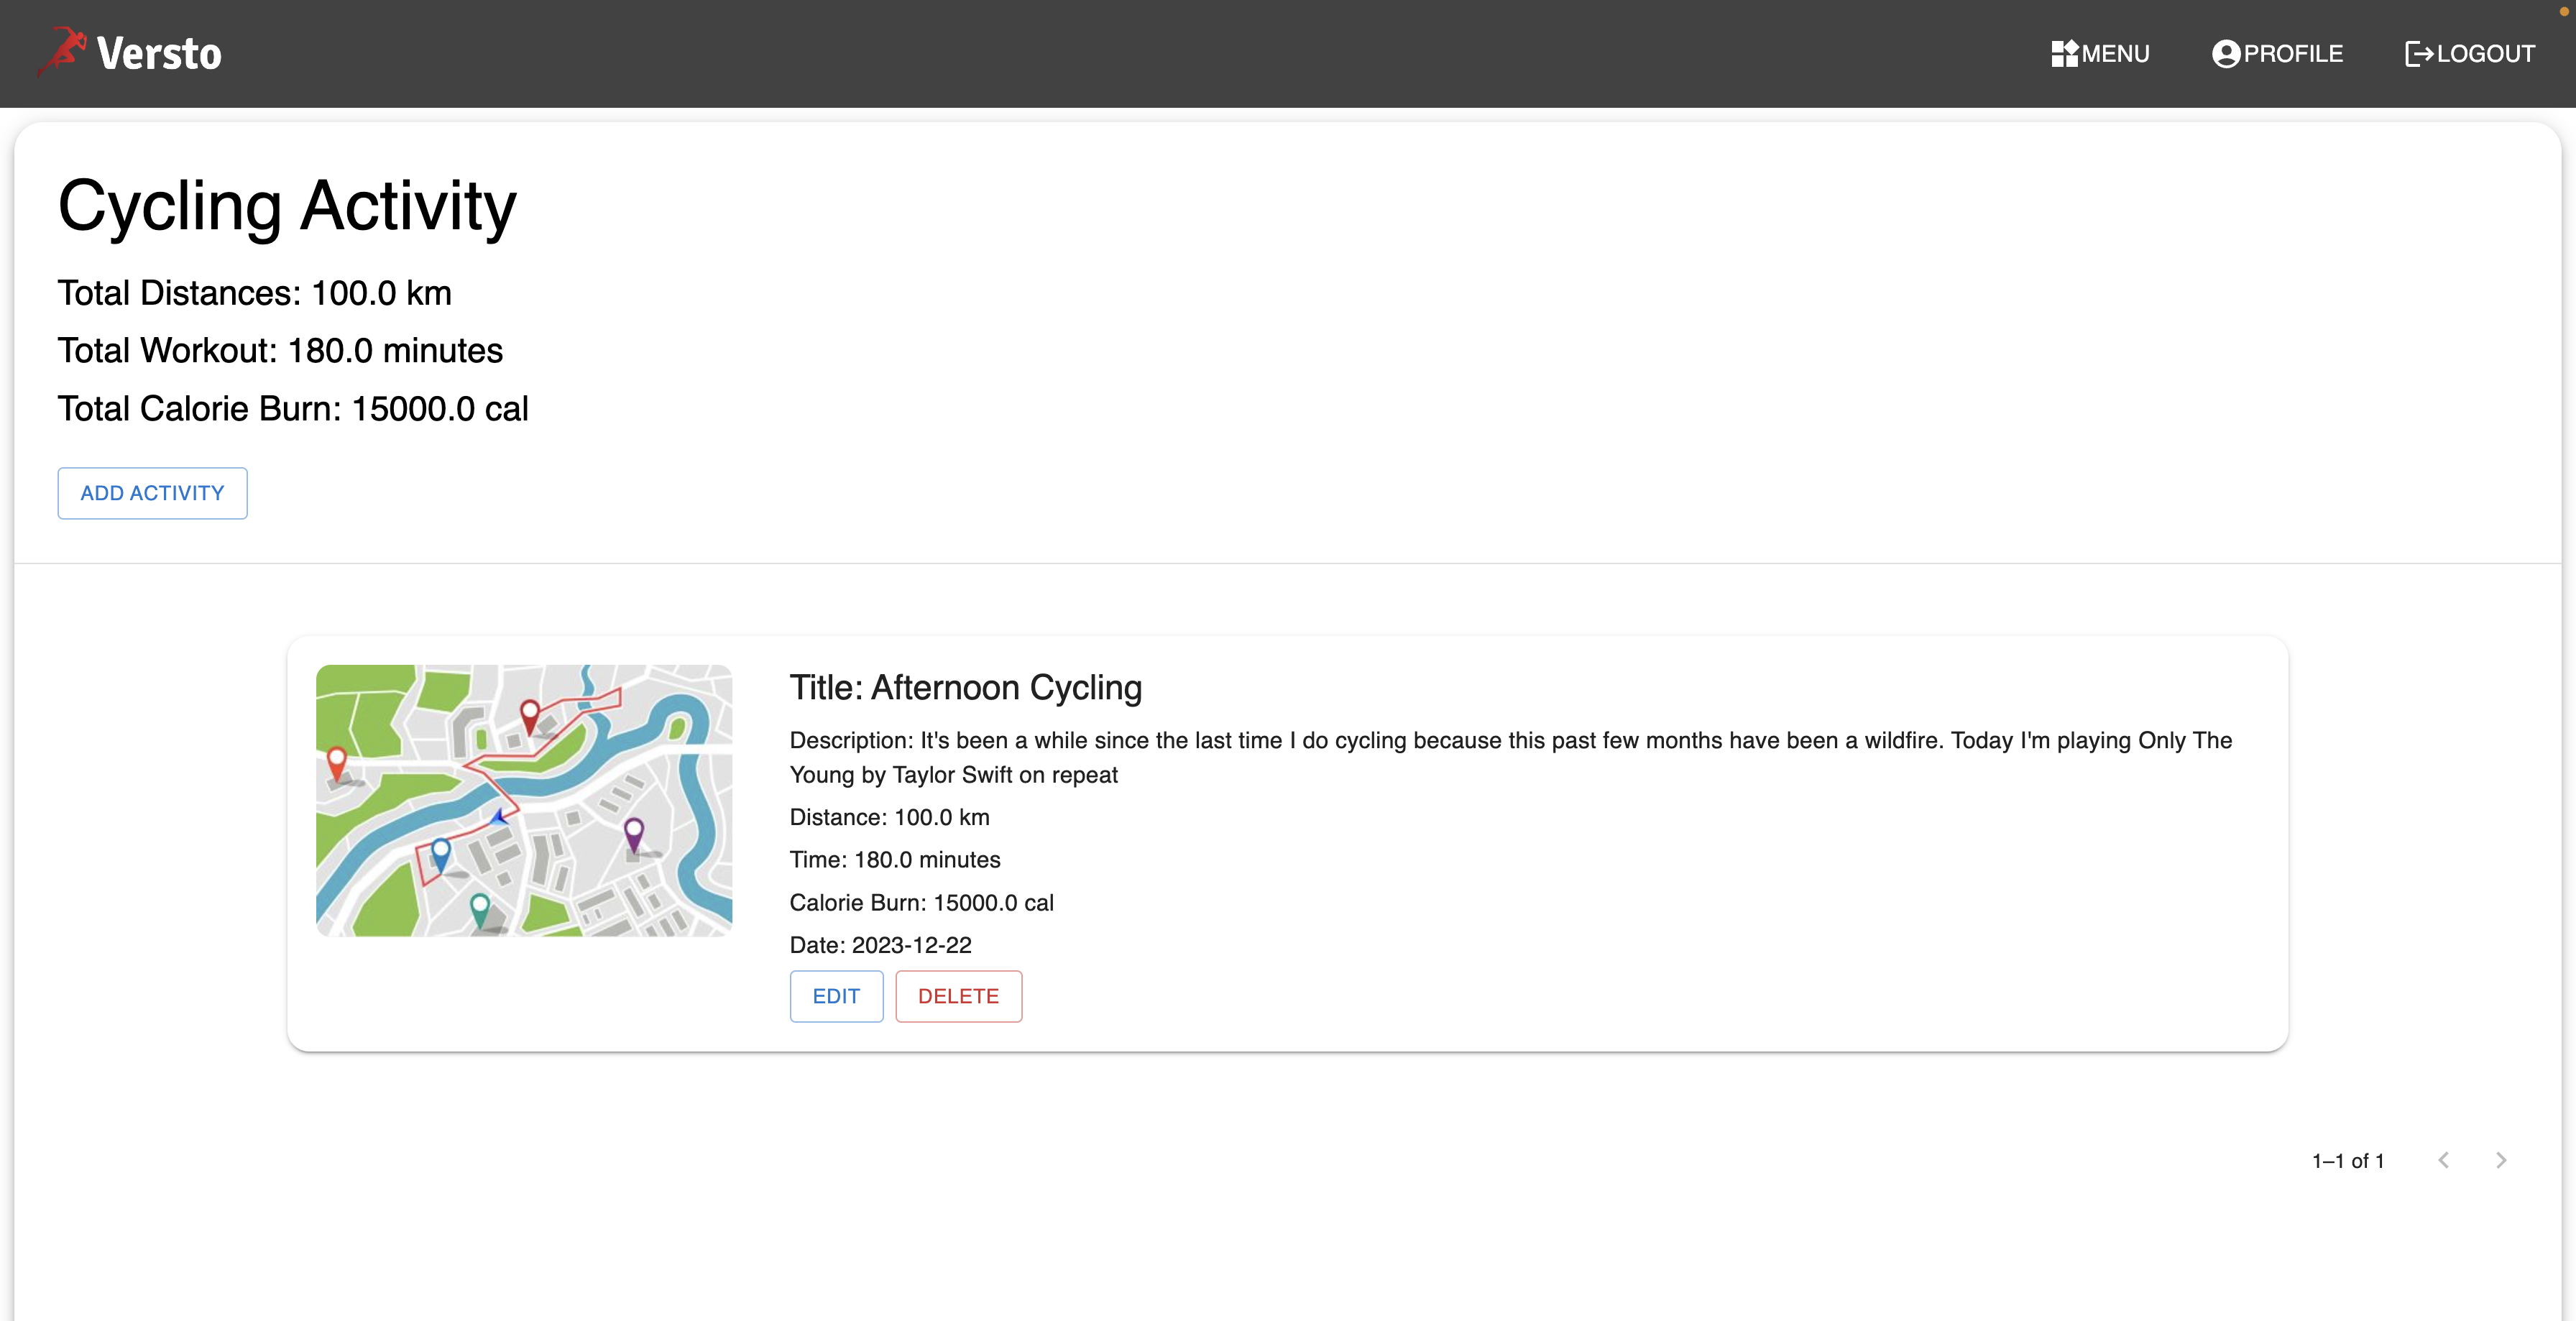 Versto
MENU
PROFILE
LOGOUT
Cycling Activity
Total Distances: 100.0 km
Total Workout: 180.0 minutes
Total Calorie Burn: 15000.0 cal
ADD ACTIVITY
Title: Afternoon Cycling
Description: It's been a while since the last time I do cycling because this past few months have been a wildfire. Today I'm playing Only The
Young by Taylor Swift on repeat
Distance: 100.0 km
Time: 180.0 minutes
Calorie Burn: 15000.0 cal
Date: 2023-12-22
EDIT
DELETE
1–1 of 1